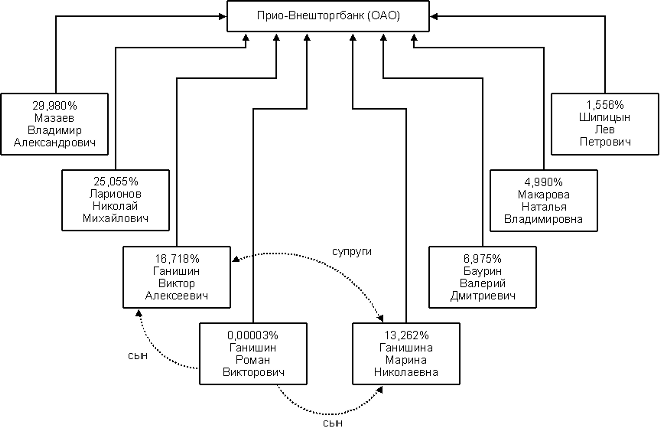 Прио-Внешторгбанк (ОАО)
29,980%
Мазаев
Владимир
Александрович
1,556%
Шипицын
Лев
Петрович
25,055%
Ларионов
Николай
Михайлович
4,990%
Макарова
Наталья
Владимировна
16,718%
Ганишин
Виктор
Алексеевич
супруги
6,975%
Баурин
Валерий
Дмитриевич
сын
0,00003%
Ганишин
Роман
Викторович
13,262%
Ганишина
Марина
Николаевна
сын